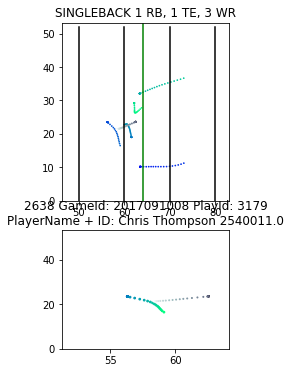 SINGLEBACK 1 RB, 1 TE, 3 WR
50
40
30
20
10
0
50 60 70 80
2638 GameId: 2017091008 PlayId: 3179
PlayerName + ID: Chris Thompson 2540011.0
40
20
0
55 60